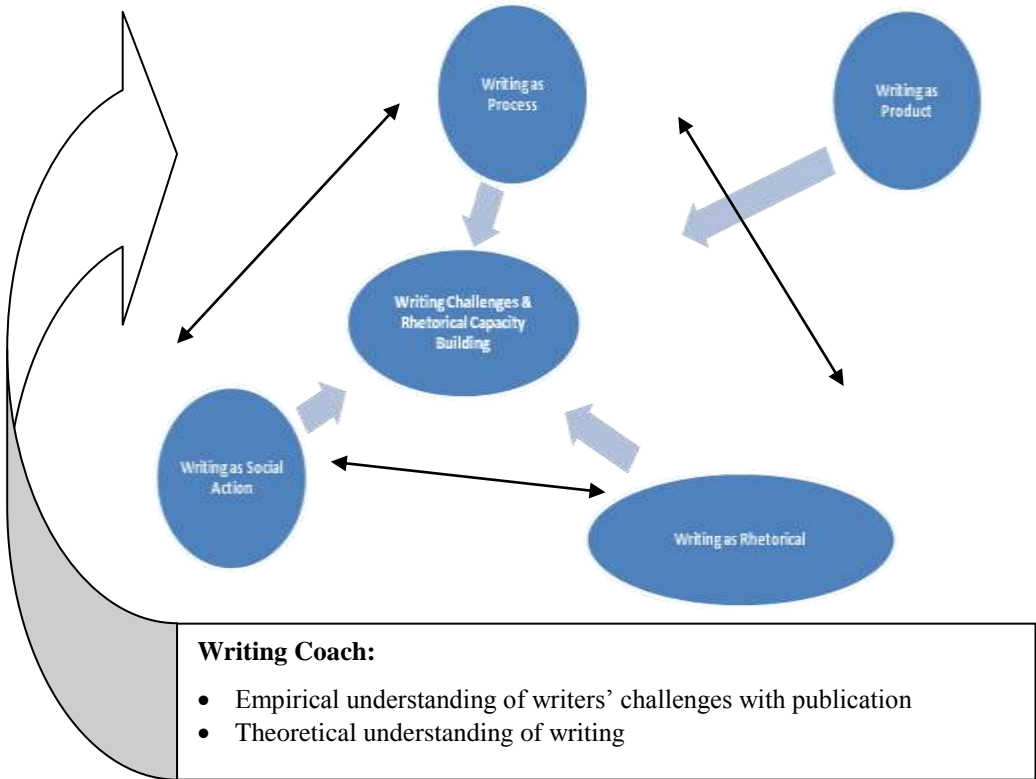 Writing as
Process
Writing as
Product
Writing Challenges &
Rhetorical Capacity
Building
Writing as Social
Action
Writing as Rhetorical
Writing Coach:
• Empirical understanding of writers’ challenges with publication
• Theoretical understanding of writing